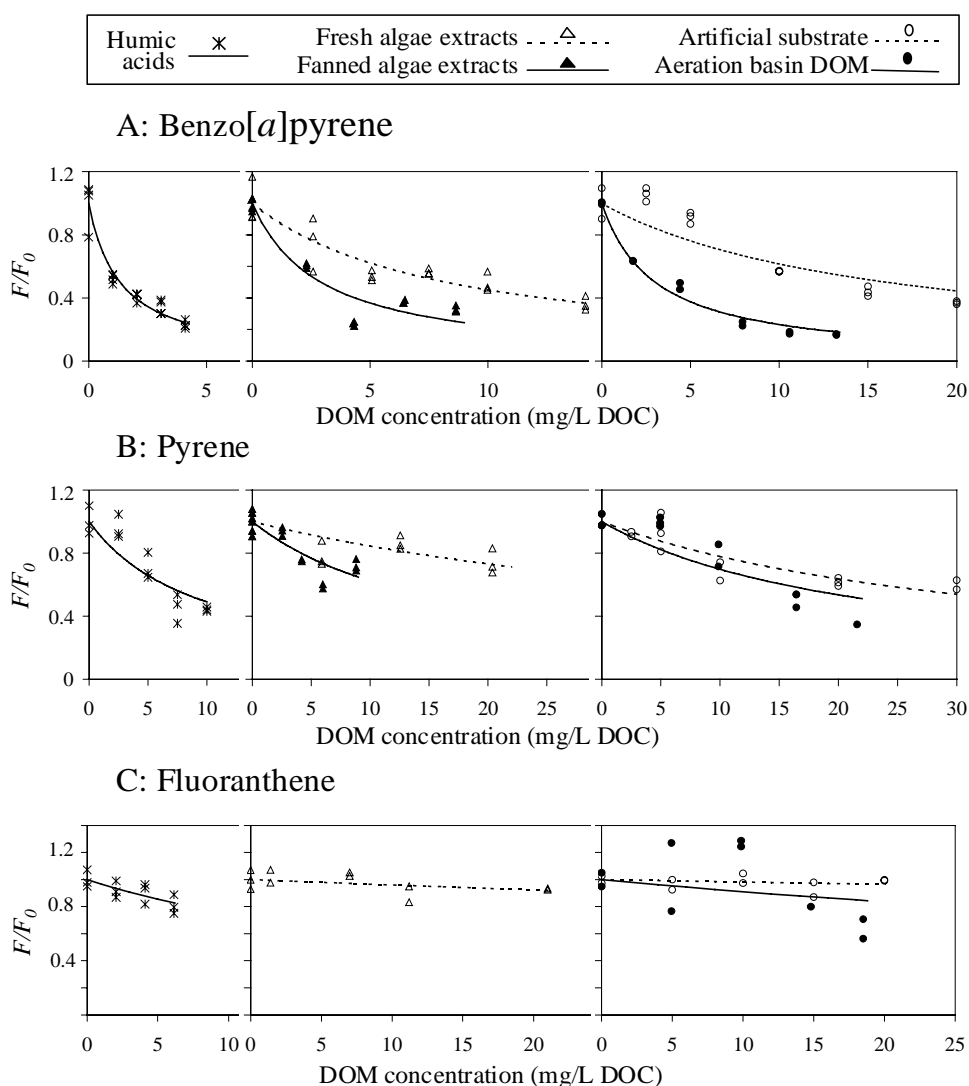 Humic acids
Fresh algae extracts
Fanned algae extracts
Artificial substrate
Aeration basin DOM
A: Benzo[a]pyrene
F/F0
1.2
0.8
0.4
0
0 5
0 5 10
0 5 10 15 20
DOM concentration (mg/L DOC)
B: Pyrene
F/F0
1.2
0.8
0.4
0
0 5 10
0 5 10 15 20 25
0 5 10 15 20 25 30
DOM concentration (mg/L DOC)
C: Fluoranthene
F/F0
1.2
0.8
0.4
0 5 10
0 5 10 15 20
0 5 10 15 20 25
DOM concentration (mg/L DOC)